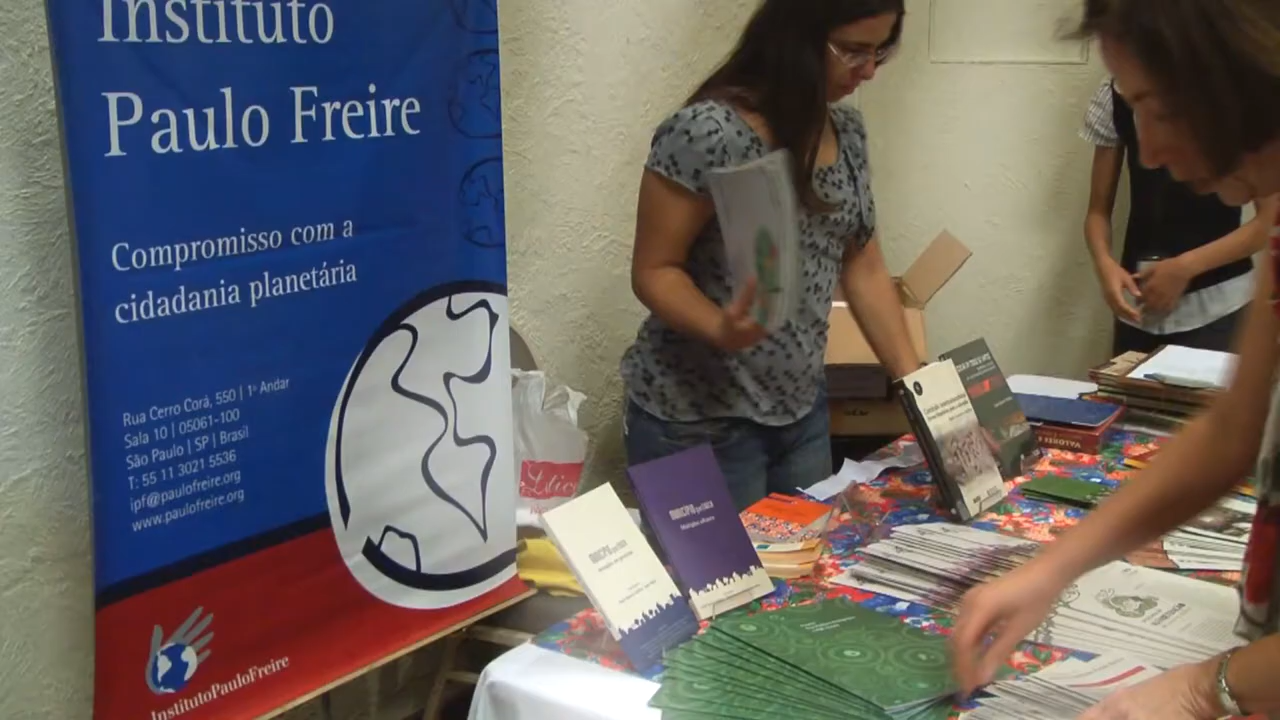 Instituto
Paulo Freire
Compromisso com a
cidadania planetária
Rua Cerro Corá, 550 | 1º Andar
Sala 10 | 05061-100
São Paulo | SP | Brasil
T: 55 11 3021 5536
ipf@paulofreire.org
www.paulofreire.org
InstitutoPauloFreire
VALORES E